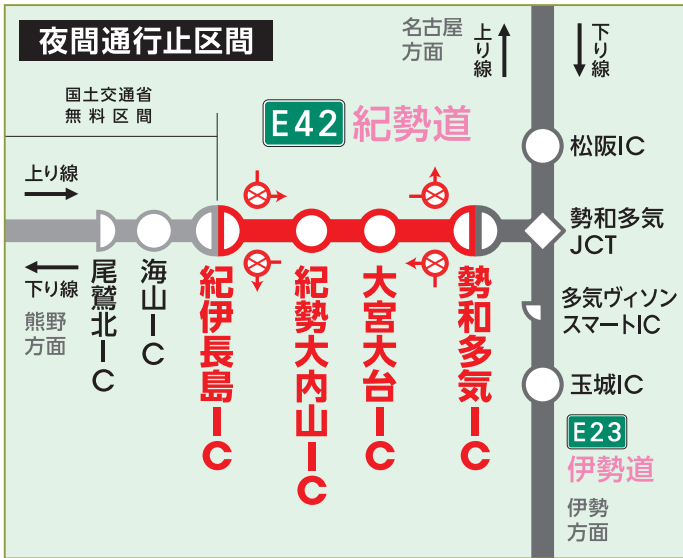 夜間通行止区間
名古屋
方面
上り線
下り線
国土交通省
無料区間
E42 紀勢道
松阪IC
上り線
勢和多気
JCT
下り線
熊野
方面
尾鷲北IC
海山IC
紀伊長島IC
紀勢大内山IC
大宮大台IC
勢和多気IC
多気ヴィソン
スマートIC
玉城IC
E23
伊勢道
伊勢
方面